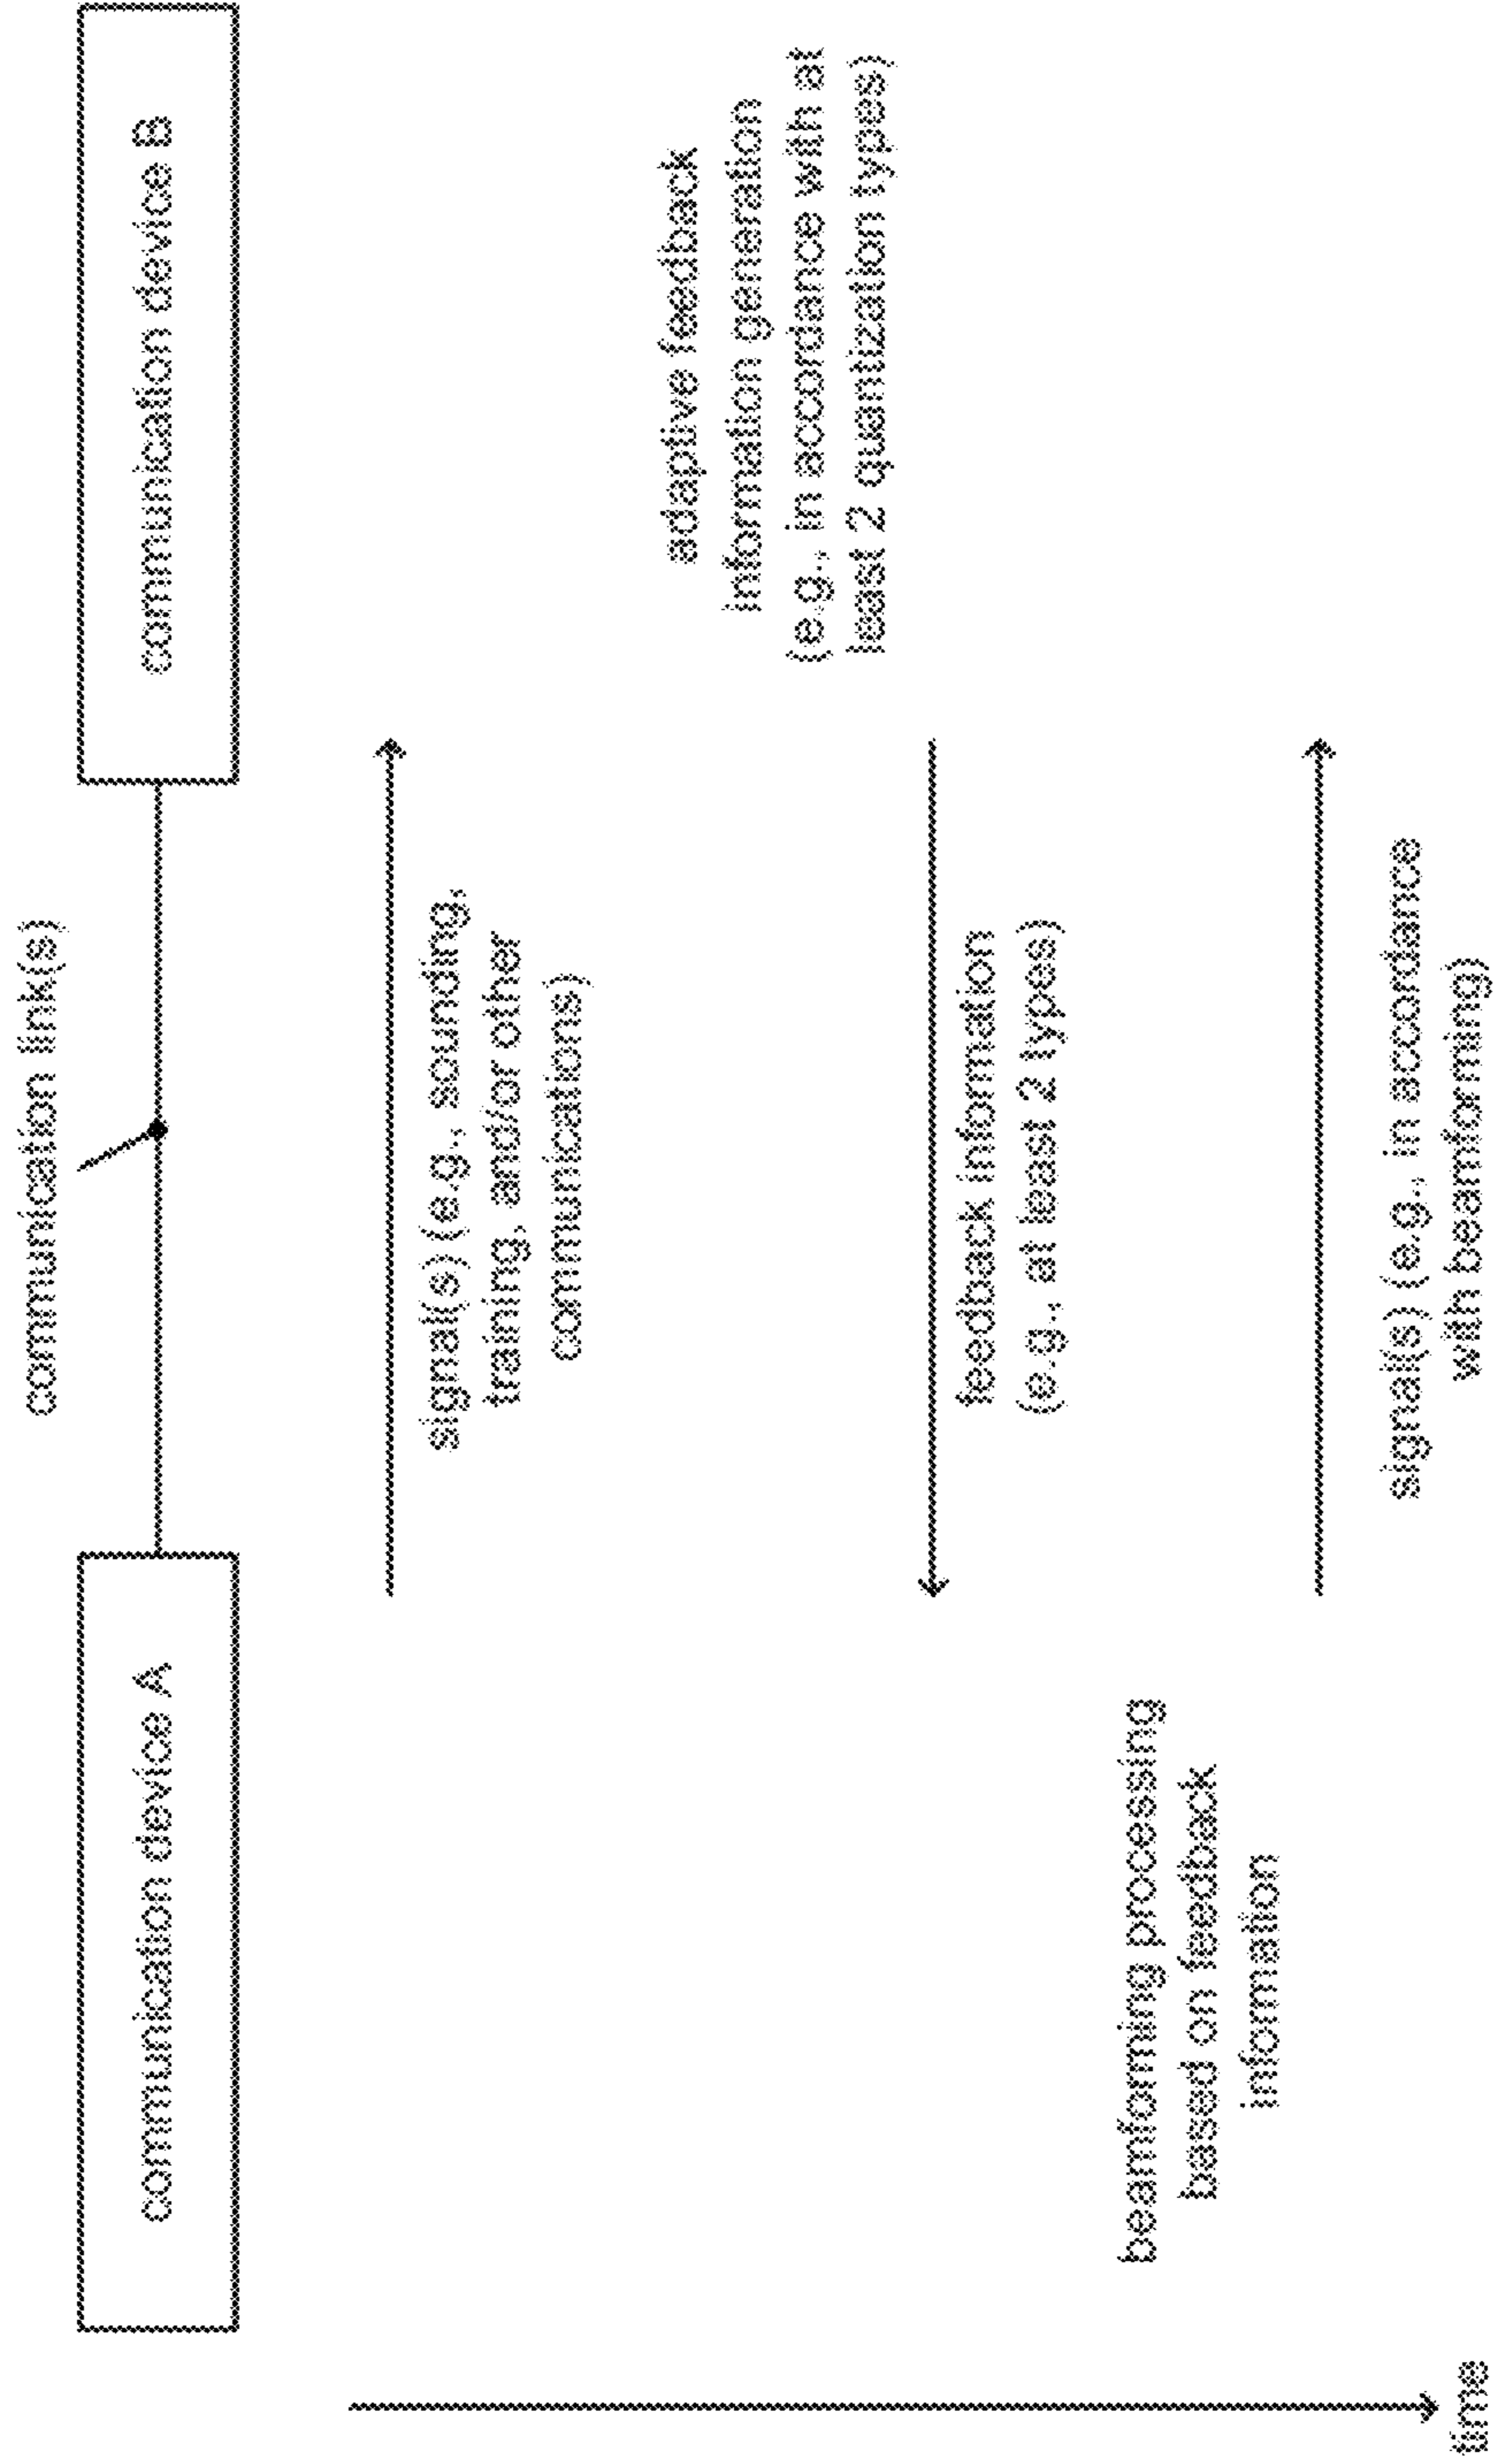 communication link(s)
communication device A
communication device B
signal(s) (e.g., sounding,
training, and/or other
communications)
adaptive feedback
information generation
(e.g., in accordance with at
least 2 quantization types)
feedback information
(e.g., at least 2 types)
beamforming processing
based on feedback
information
signal(s) (e.g., in accordance
with beamforming)
time